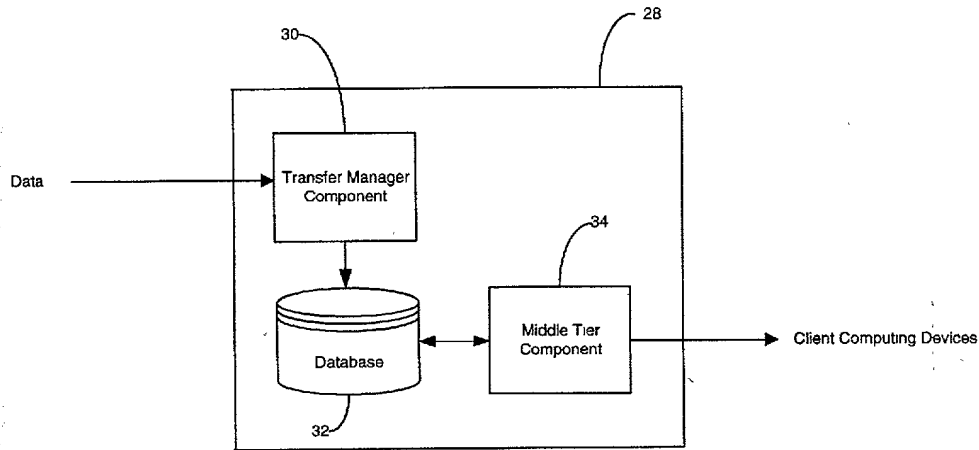 28
30
Data
Transfer Manager
Component
34
Middle Tier
Component
Client Computing Devices
Database
32